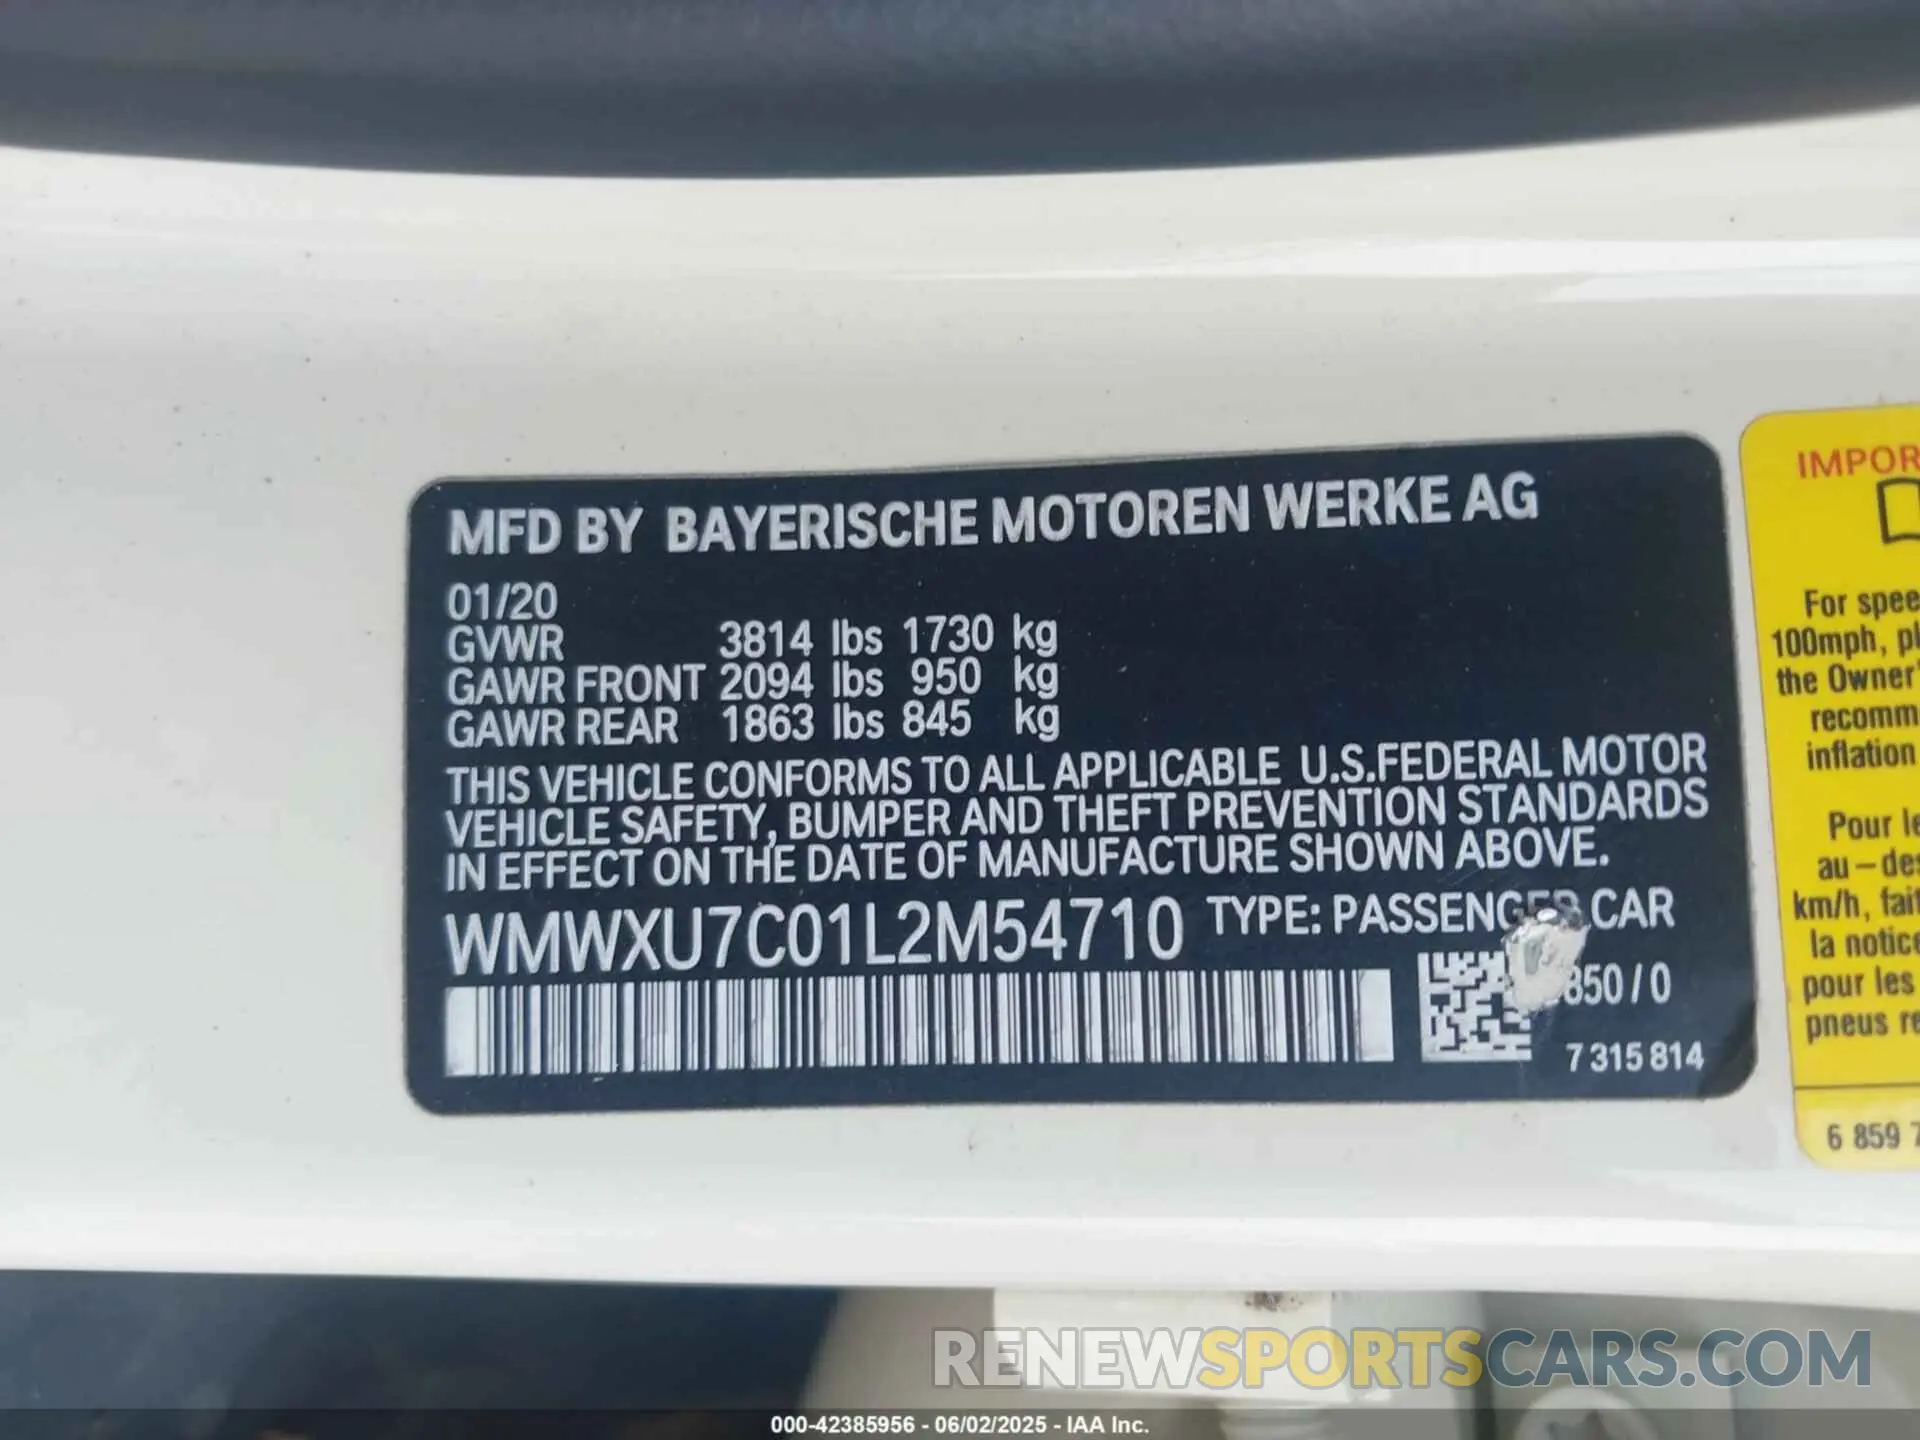 MFD BY BAYERISCHE MOTOREN WERKE AG
01/20
GVWR 3814 lbs 1730 kg
GAWR FRONT 2094 lbs 950 kg
GAWR REAR 1863 lbs 845 kg
THIS VEHICLE CONFORMS TO ALL APPLICABLE U.S.FEDERAL MOTOR
VEHICLE SAFETY, BUMPER AND THEFT PREVENTION STANDARDS
IN EFFECT ON THE DATE OF MANUFACTURE SHOWN ABOVE.
WMWXU7C01L2M54710 TYPE: PASSENGER CAR
850/0
7 315 814
IMPOR
For spee
100mph, pl
the Owner'
recomm
inflation
Pour le
au-des
km/h, fait
la notice
pour les
pneus re
6 859 7
RENEWSPORTSCARS.COM
000-42385956 - 06/02/2025 - IAA Inc.